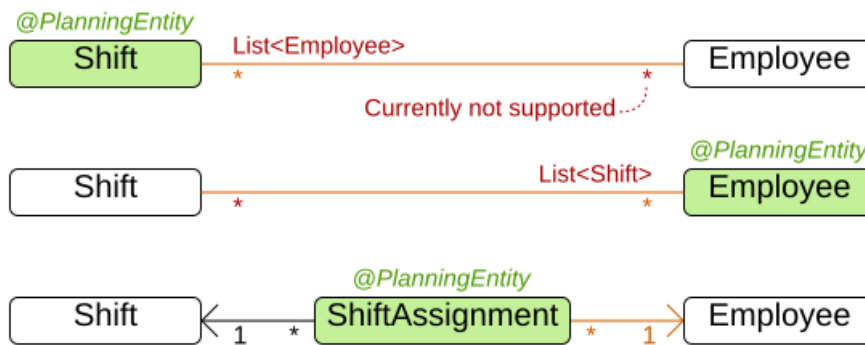 @PlanningEntity
Shift
List<Employee>
Employee
*
*
Currently not supported
@PlanningEntity
Shift
List<Shift>
Employee
*
*
@PlanningEntity
Shift
ShiftAssignment
Employee
1
*
*
1